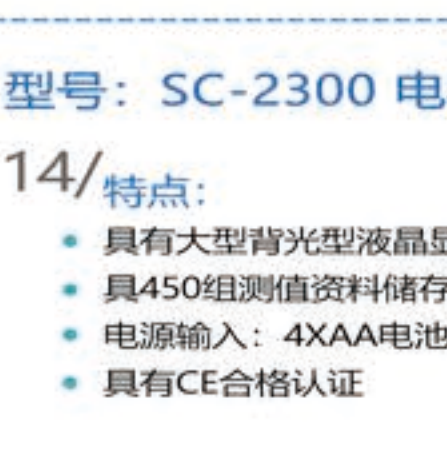 型号：SC-2300 电
14/特点：
具有大型背光型液晶显
具450组测值资料储存
电源输入：4XAA电池
具有CE合格认证